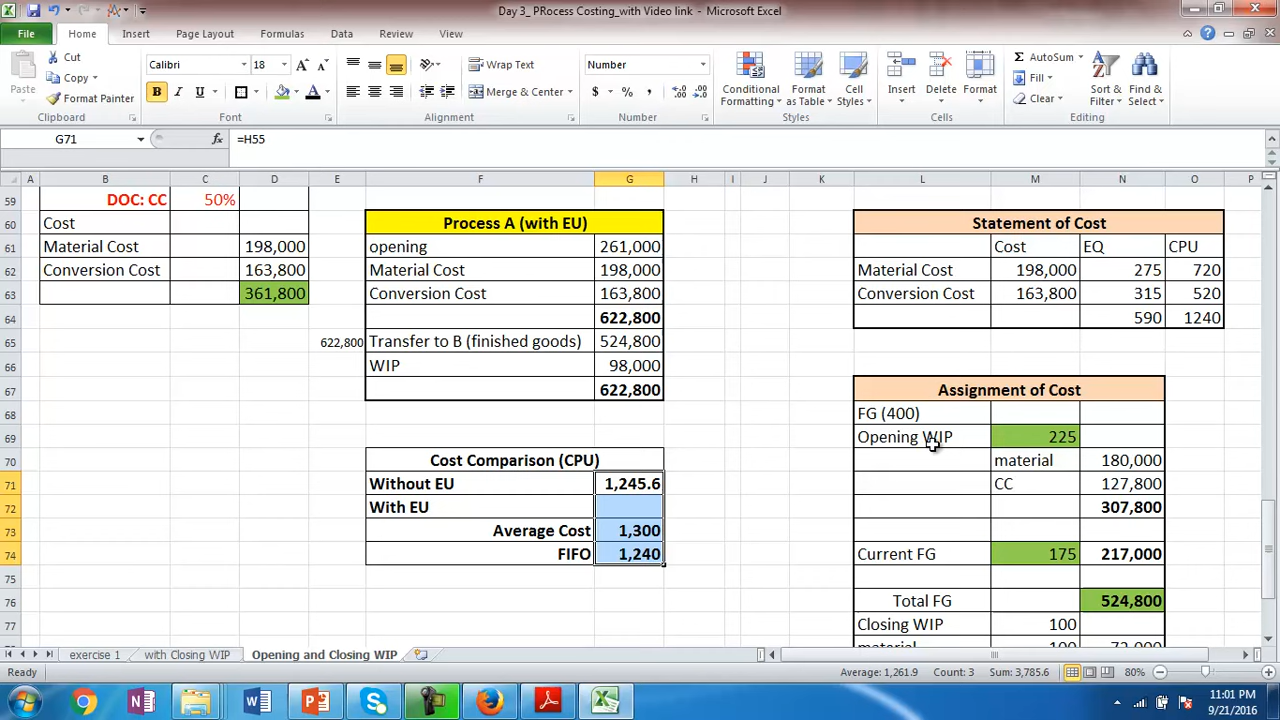 Day 3_ PRocess Costing_with Video link - Microsoft Excel
File Home Insert Page Layout Formulas Data Review View
Paste Cut Copy Format Painter Clipboard
Calibri 18 B I U Font
Wrap Text Merge & Center Alignment
Number $ % , Number
Conditional Formatting Format as Table Cell Styles Styles
Insert Delete Format Cells
AutoSum Fill Clear Sort & Filter Find & Select Editing
G71 fx =H55
A B C D E F G H I J K L M N O P
59 DOC: CC 50%
60 Cost Process A (with EU) Statement of Cost
61 Material Cost 198,000 opening 261,000 Cost EQ CPU
62 Conversion Cost 163,800 Material Cost 198,000 Material Cost 198,000 275 720
63 361,800 Conversion Cost 163,800 Conversion Cost 163,800 315 520
64 622,800 590 1240
65 622,800 Transfer to B (finished goods) 524,800
66 WIP 98,000
67 622,800 Assignment of Cost
68 FG (400)
69 Opening WIP 225
70 Cost Comparison (CPU) material 180,000
71 Without EU 1,245.6 CC 127,800
72 With EU 307,800
73 Average Cost 1,300
74 FIFO 1,240 Current FG 175 217,000
75
76 Total FG 524,800
77 Closing WIP 100
exercise 1 with Closing WIP Opening and Closing WIP
Ready Average: 1,261.9 Count: 3 Sum: 3,785.6 80%
11:01 PM
9/21/2016